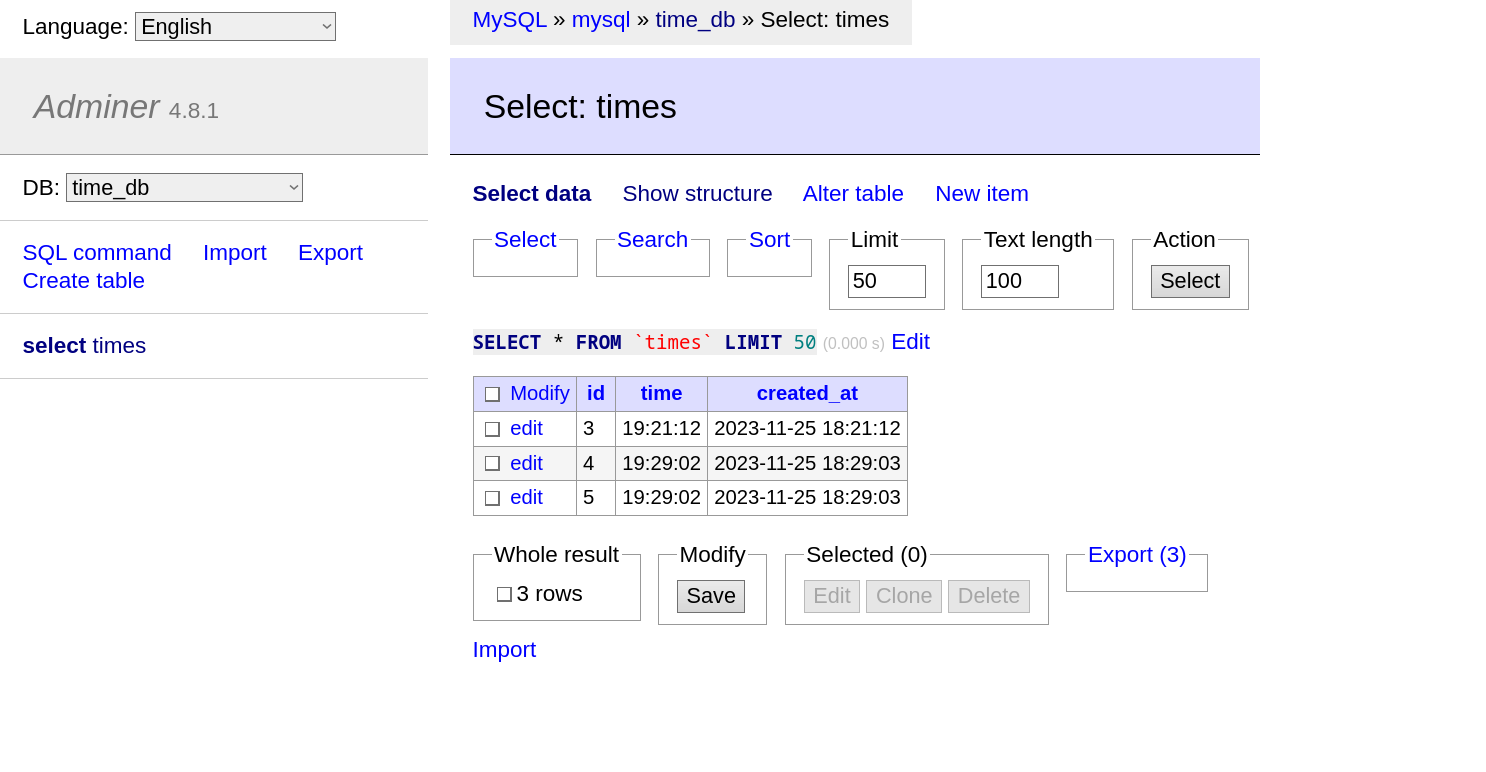 Language: English
Adminer 4.8.1
DB: time_db
SQL command Import Export
Create table
select times
MySQL » mysql » time_db » Select: times
Select: times
Select data Show structure Alter table New item
Select Search Sort Limit Text length Action
50 100 Select
SELECT * FROM `times` LIMIT 50 (0.000 s) Edit
Modify id time created_at
edit 3 19:21:12 2023-11-25 18:21:12
edit 4 19:29:02 2023-11-25 18:29:03
edit 5 19:29:02 2023-11-25 18:29:03
Whole result Modify Selected (0) Export (3)
3 rows Save Edit Clone Delete
Import